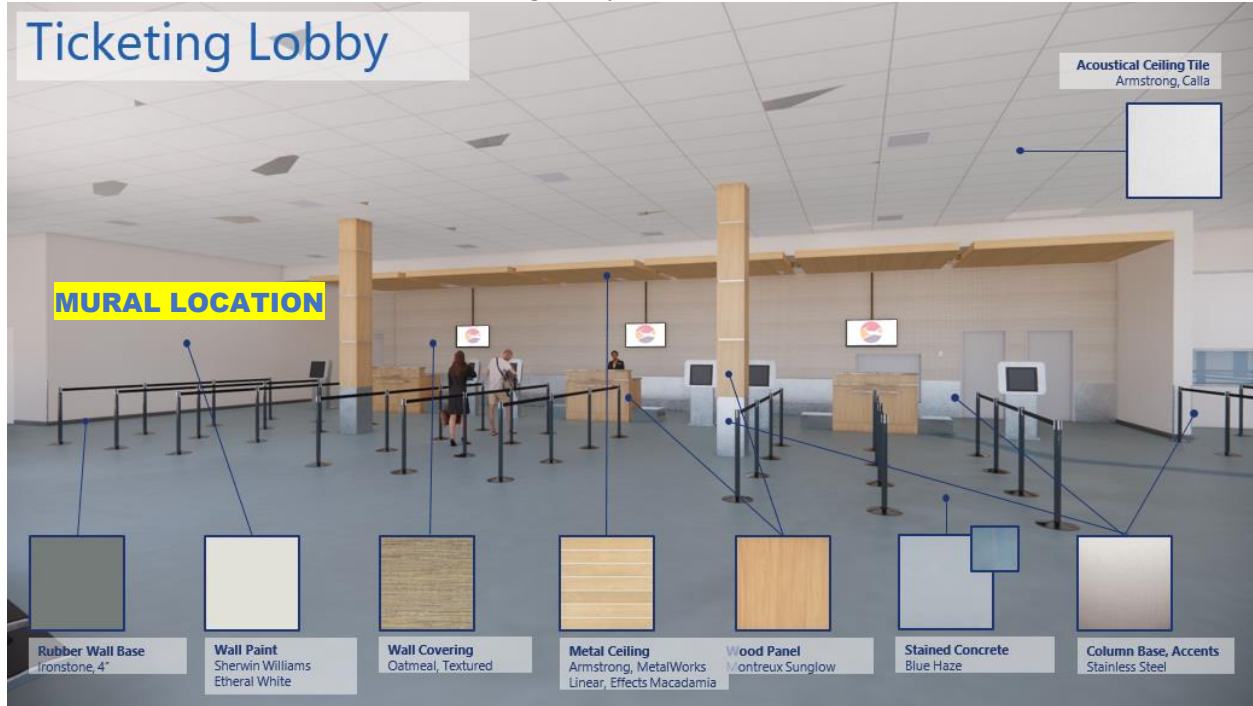 Ticketing Lobby
Acoustical Ceiling Tile
Armstrong, Calla
MURAL LOCATION
Rubber Wall Base
Ironstone, 4"
Wall Paint
Sherwin Williams
Etheral White
Wall Covering
Oatmeal, Textured
Metal Ceiling
Armstrong, MetalWorks
Linear, Effects Macadamia
Wood Panel
Montreux Sunglow
Stained Concrete
Blue Haze
Column Base, Accents
Stainless Steel